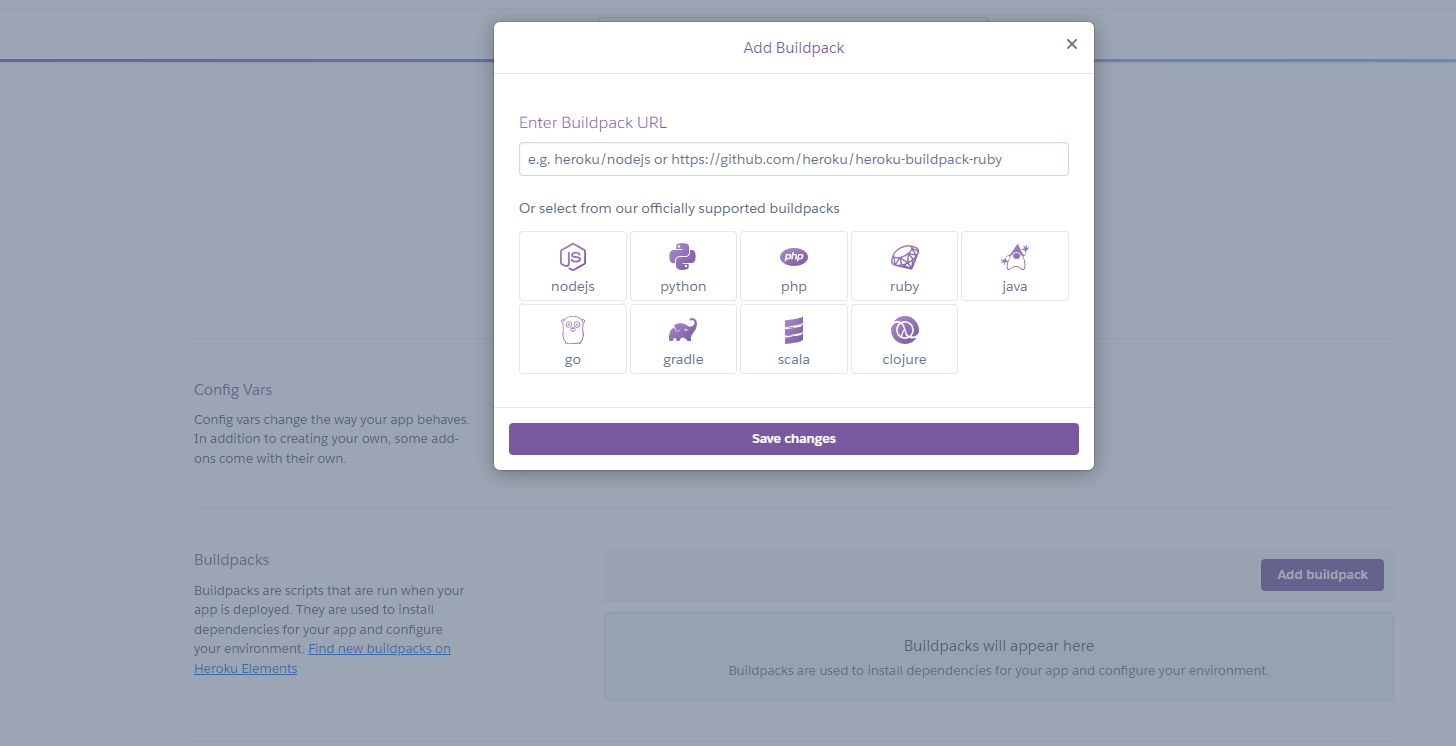 Add Buildpack
×
Enter Buildpack URL
e.g. heroku/nodejs or https://github.com/heroku/heroku-buildpack-ruby
Or select from our officially supported buildpacks
JS
php
nodejs
python
php
ruby
java
go
gradle
scala
clojure
Save changes
Config Vars
Config vars change the way your app behaves.
In addition to creating your own, some add-
ons come with their own.
Buildpacks
Buildpacks are scripts that are run when your
app is deployed. They are used to install
dependencies for your app and configure
your environment. Find new buildpacks on
Heroku Elements
Add buildpack
Buildpacks will appear here
Buildpacks are used to install dependencies for your app and configure your environment.